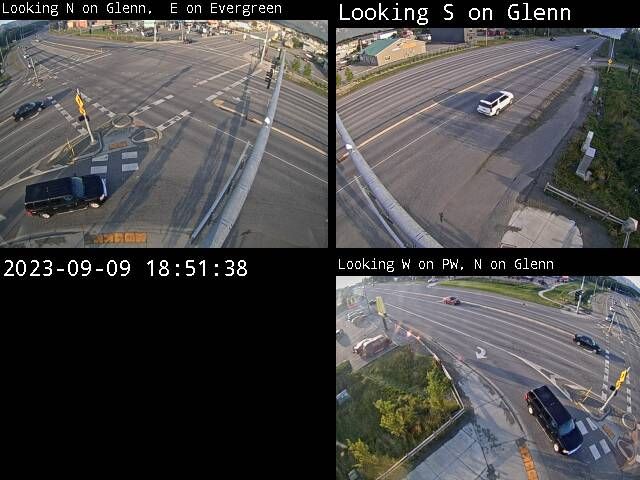 Looking N on Glenn,  E on Evergreen
Looking S on Glenn
2023-09-09 18:51:38
Looking W on PW, N on Glenn